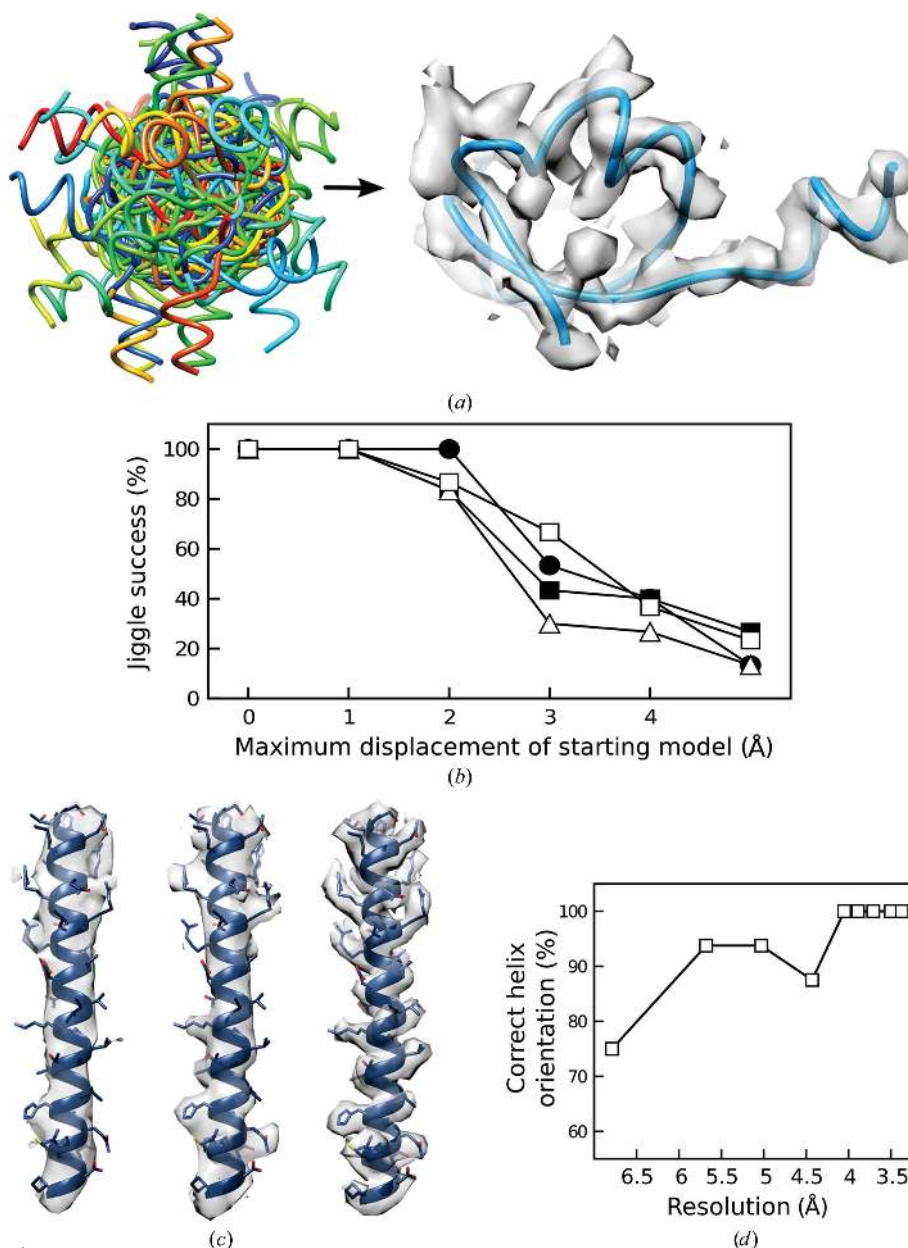 (a)
Jiggle success (%)
100
80
60
40
20
0
0 1 2 3 4
Maximum displacement of starting model (Å)
(b)
(c)
Correct helix
orientation (%)
100
90
80
70
60
6.5 6 5.5 5 4.5 4 3.5
Resolution (Å)
(d)